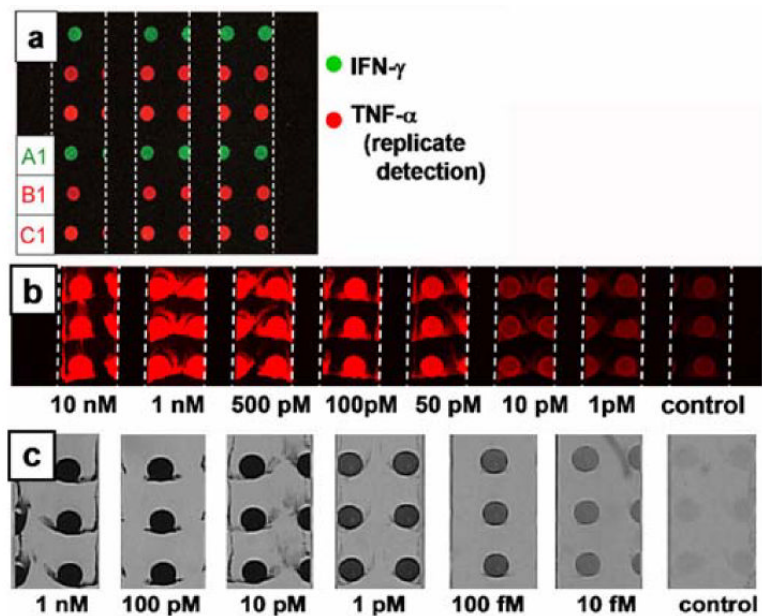 a
IFN-γ
TNF-α
(replicate
detection)
A1
B1
C1
b
10 nM 1 nM 500 pM 100pM 50 pM 10 pM 1pM control
c
1 nM 100 pM 10 pM 1 pM 100 fM 10 fM control